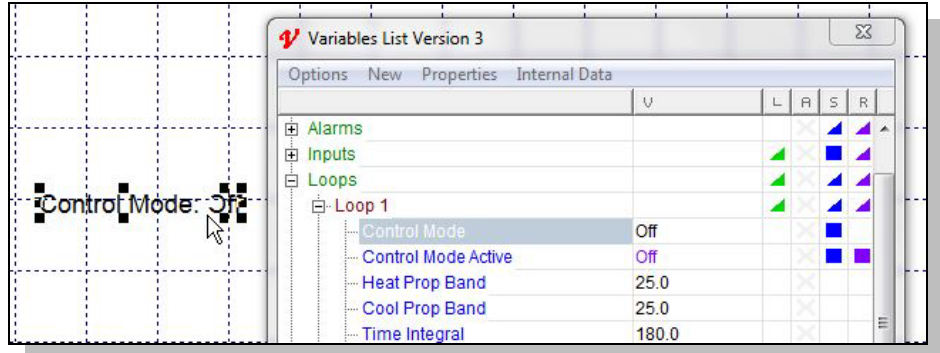 Variables List Version 3
Options New Properties Internal Data
V L A S R
Alarms
Inputs
Loops
Loop 1
Control Mode: Off
Control Mode Off
Control Mode Active Off
Heat Prop Band 25.0
Cool Prop Band 25.0
Time Integral 180.0